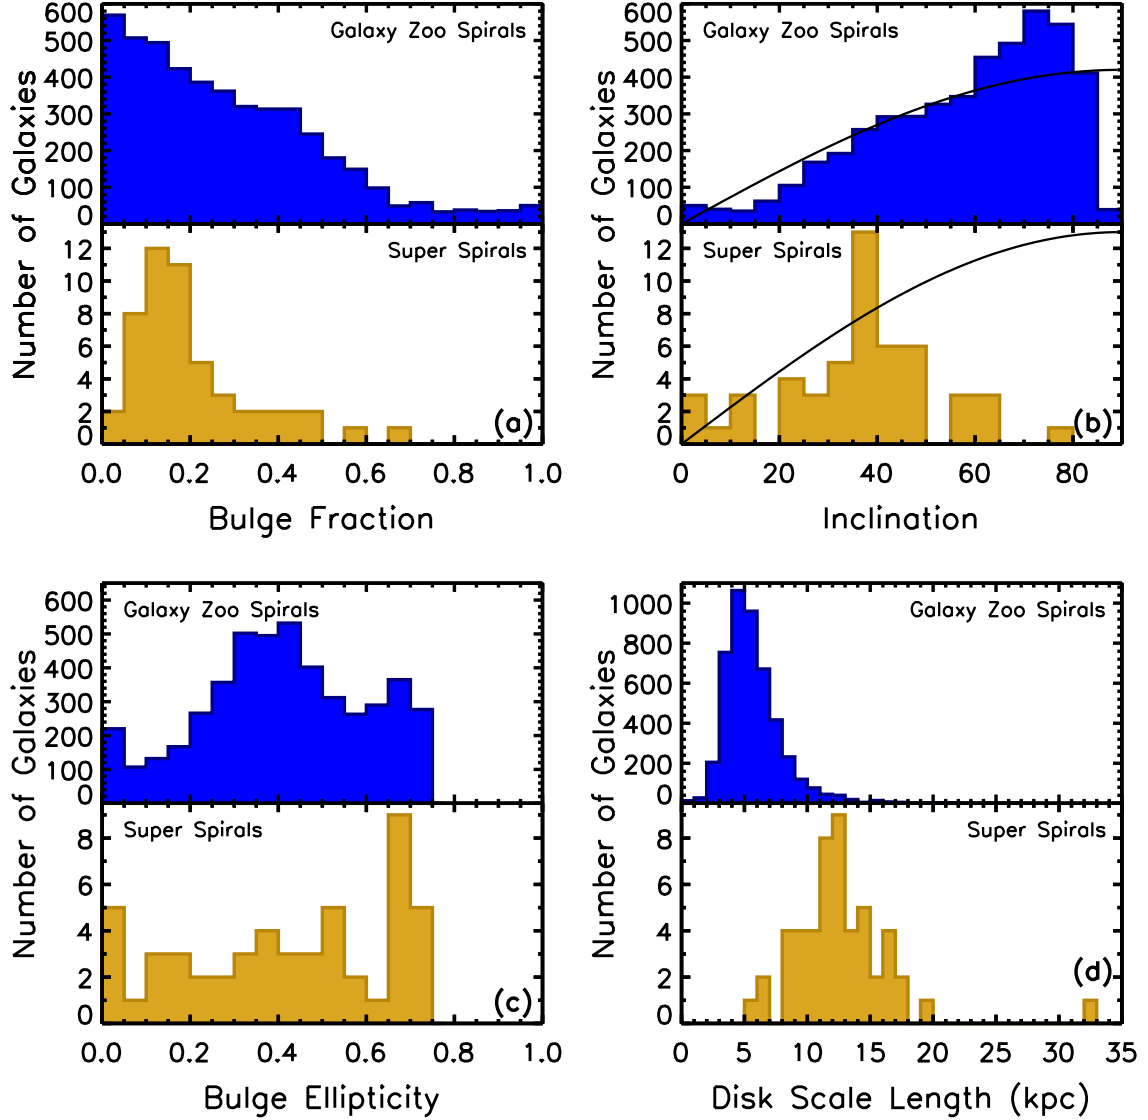 600
500
400
300
200
100
0
Galaxy Zoo Spirals
12
10
8
6
4
2
0
Super Spirals
(a)
Number of Galaxies
0.0 0.2 0.4 0.6 0.8 1.0
Bulge Fraction
600
500
400
300
200
100
0
Galaxy Zoo Spirals
12
10
8
6
4
2
0
Super Spirals
(b)
Number of Galaxies
0 20 40 60 80
Inclination
600
500
400
300
200
100
0
Galaxy Zoo Spirals
8
6
4
2
0
Super Spirals
(c)
Number of Galaxies
0.0 0.2 0.4 0.6 0.8 1.0
Bulge Ellipticity
1000
800
600
400
200
0
Galaxy Zoo Spirals
8
6
4
2
0
Super Spirals
(d)
Number of Galaxies
0 5 10 15 20 25 30 35
Disk Scale Length (kpc)